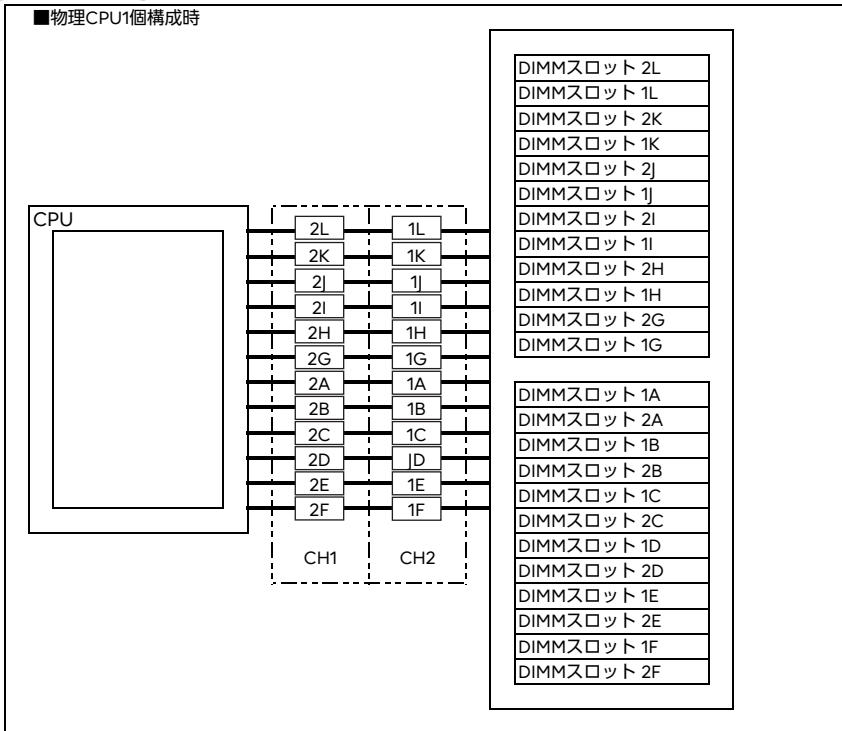 ■物理CPU1個構成時
DIMMスロット 2L
DIMMスロット 1L
DIMMスロット 2K
DIMMスロット 1K
DIMMスロット 2J
DIMMスロット 1J
DIMMスロット 2I
DIMMスロット 1I
DIMMスロット 2H
DIMMスロット 1H
DIMMスロット 2G
DIMMスロット 1G
CPU
2L 1L
2K 1K
2J 1J
2I 1I
2H 1H
2G 1G
2A 1A
2B 1B
2C 1C
2D JD
2E 1E
2F 1F
CH1 CH2
DIMMスロット 1A
DIMMスロット 2A
DIMMスロット 1B
DIMMスロット 2B
DIMMスロット 1C
DIMMスロット 2C
DIMMスロット 1D
DIMMスロット 2D
DIMMスロット 1E
DIMMスロット 2E
DIMMスロット 1F
DIMMスロット 2F